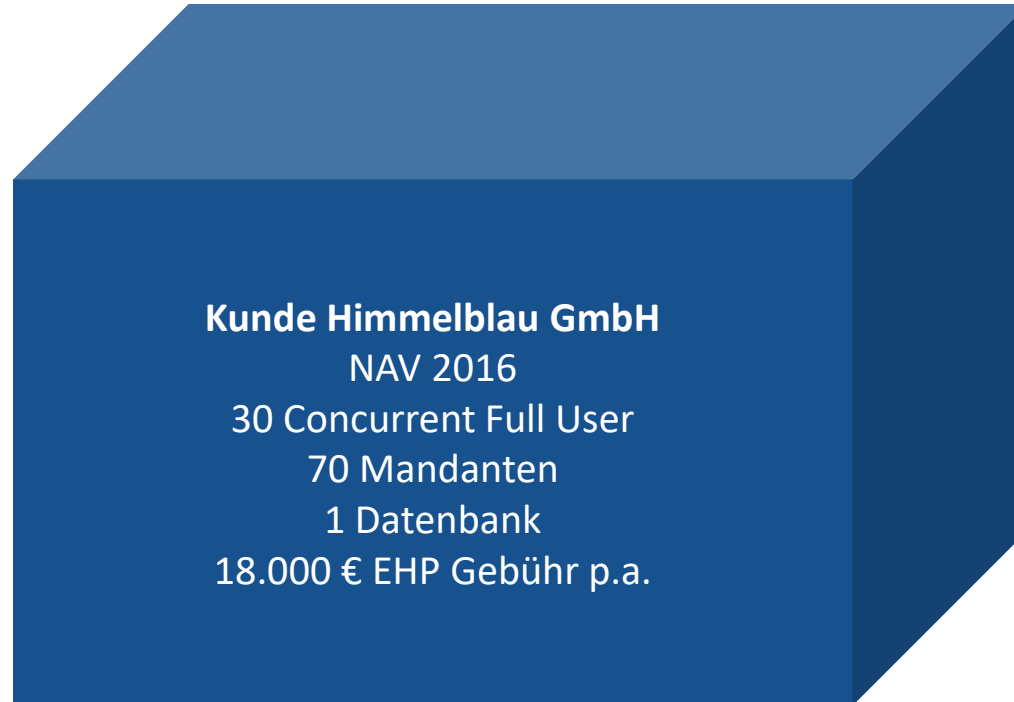 Kunde Himmelblau GmbH
NAV 2016
30 Concurrent Full User
70 Mandanten
1 Datenbank
18.000 € EHP Gebühr p.a.